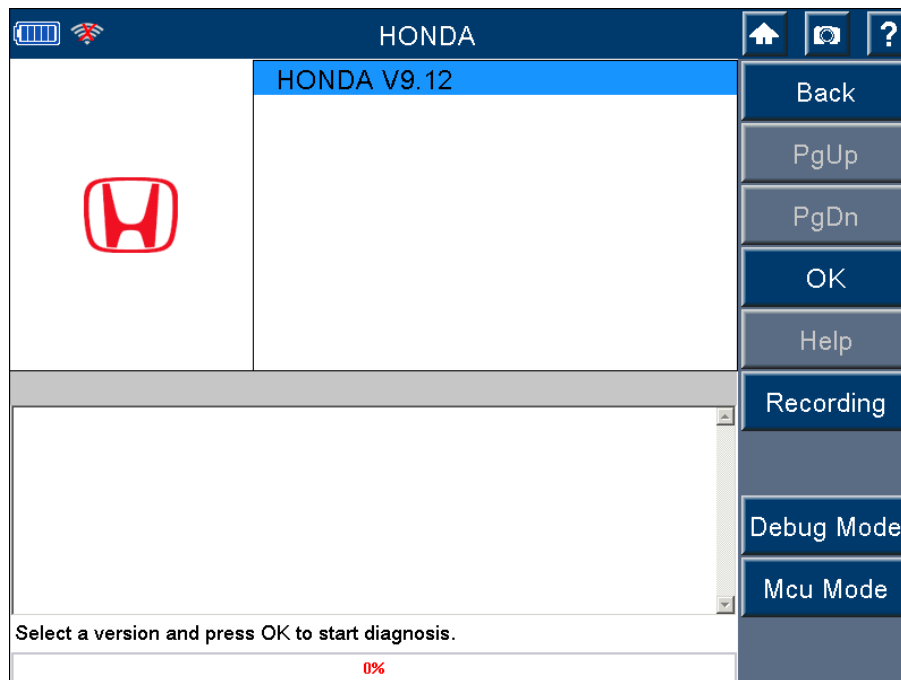 HONDA
?
HONDA V9.12
Back
PgUp
PgDn
OK
Help
Recording
Debug Mode
Mcu Mode
Select a version and press OK to start diagnosis.
0%